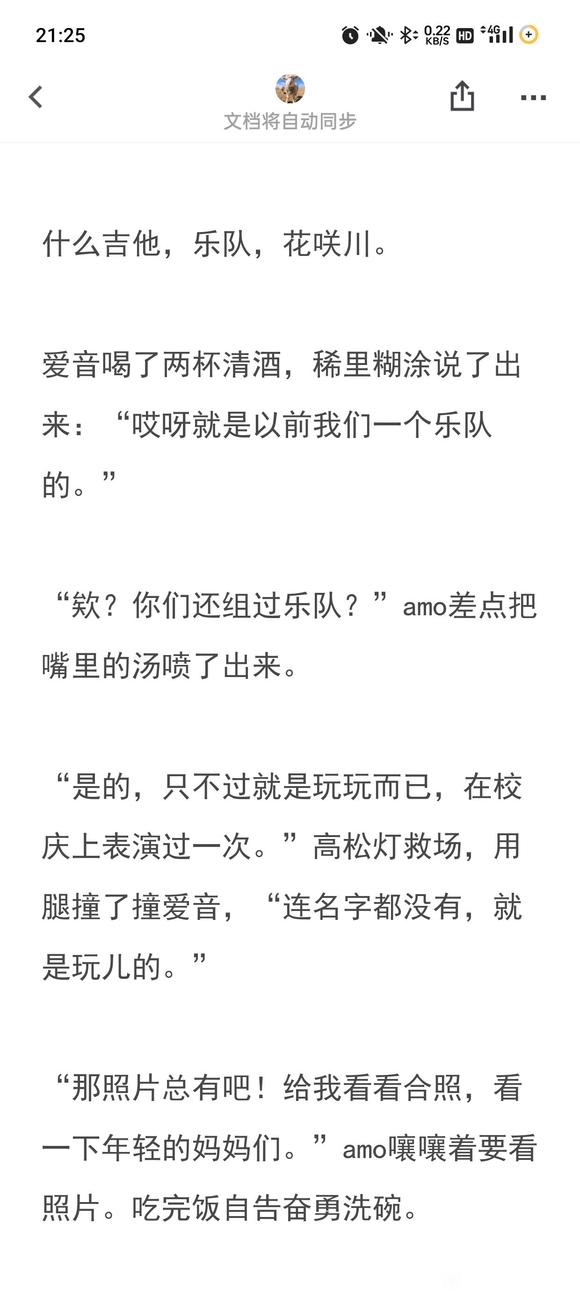 21:25
0.22 KB/S HD 4G
文档将自动同步
什么吉他，乐队，花咲川。
爱音喝了两杯清酒，稀里糊涂说了出
来：“哎呀就是以前我们一个乐队
的。”
“欸？你们还组过乐队？”amo差点把
嘴里的汤喷了出来。
“是的，只不过就是玩玩而已，在校
庆上表演过一次。”高松灯救场，用
腿撞了撞爱音，“连名字都没有，就
是玩儿的。”
“那照片总有吧！给我看看合照，看
一下年轻的妈妈们。”amo嚷嚷着要看
照片。吃完饭自告奋勇洗碗。